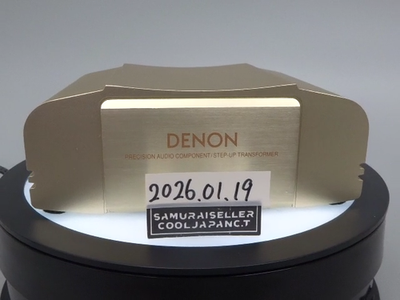 DENON
PRECISION AUDIO COMPONENT/STEP-UP TRANSFORMER
2026.01.19
SAMURAISELLER
COOLJAPANC.T